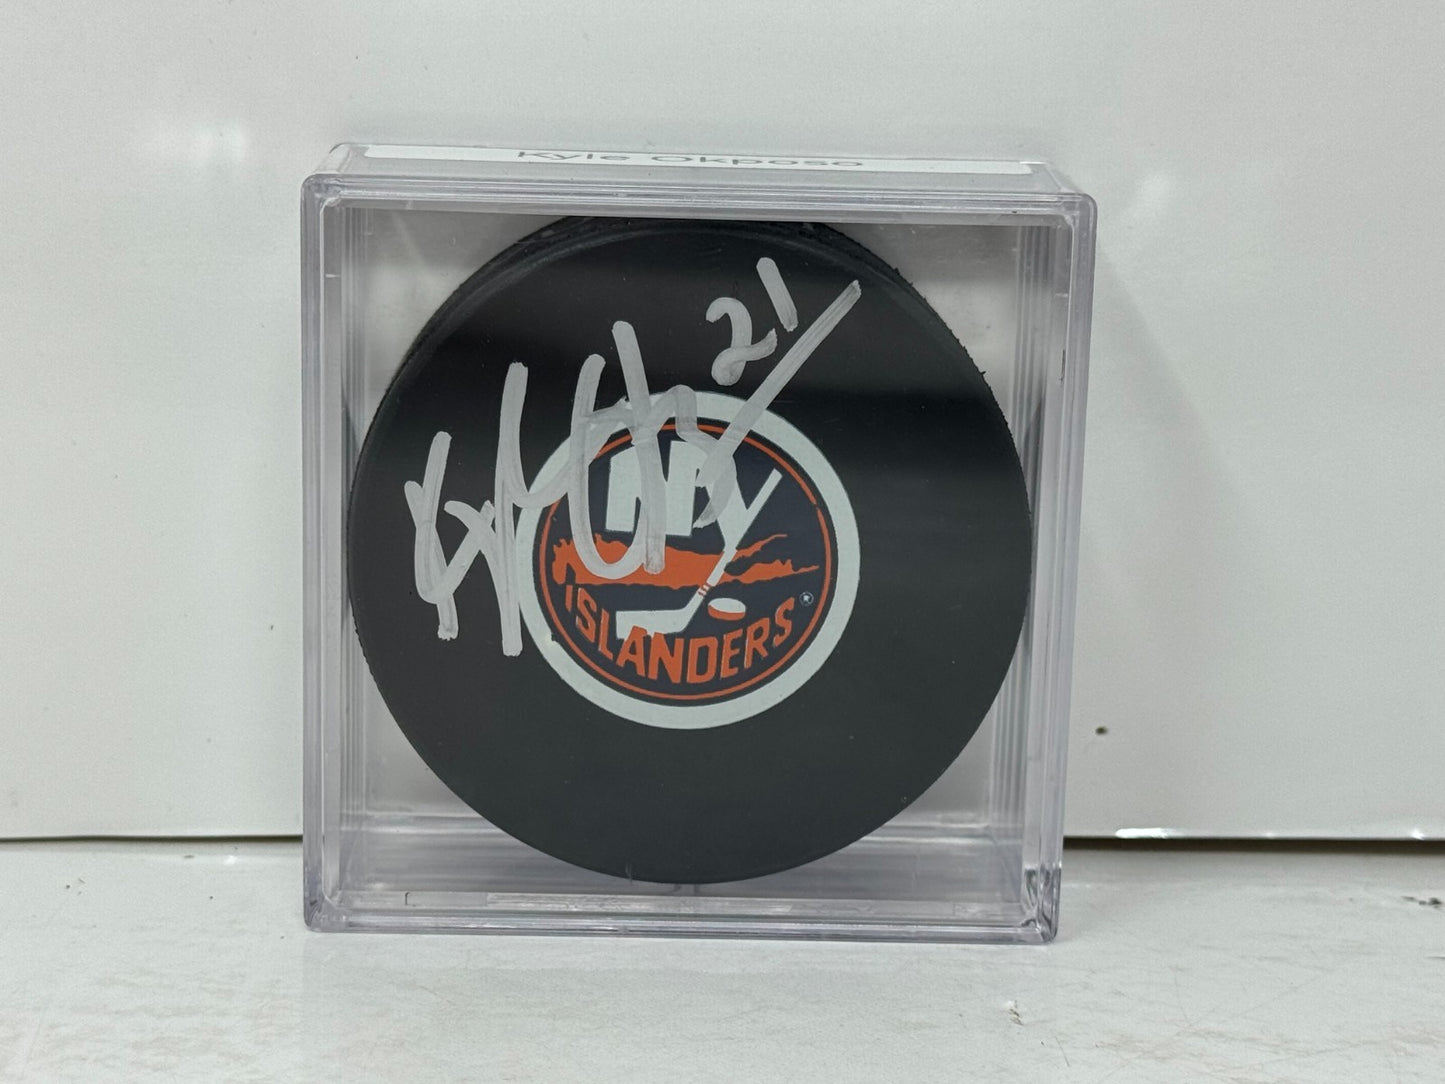 Kyle Okposo
21
NY
ISLANDERS